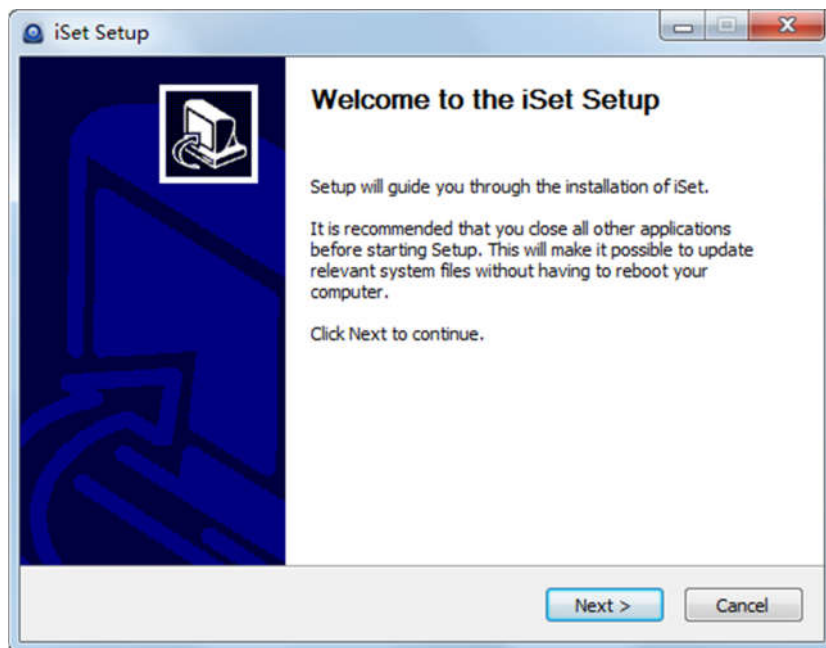 iSet Setup
Welcome to the iSet Setup
Setup will guide you through the installation of iSet.
It is recommended that you close all other applications
before starting Setup. This will make it possible to update
relevant system files without having to reboot your
computer.
Click Next to continue.
Next >
Cancel